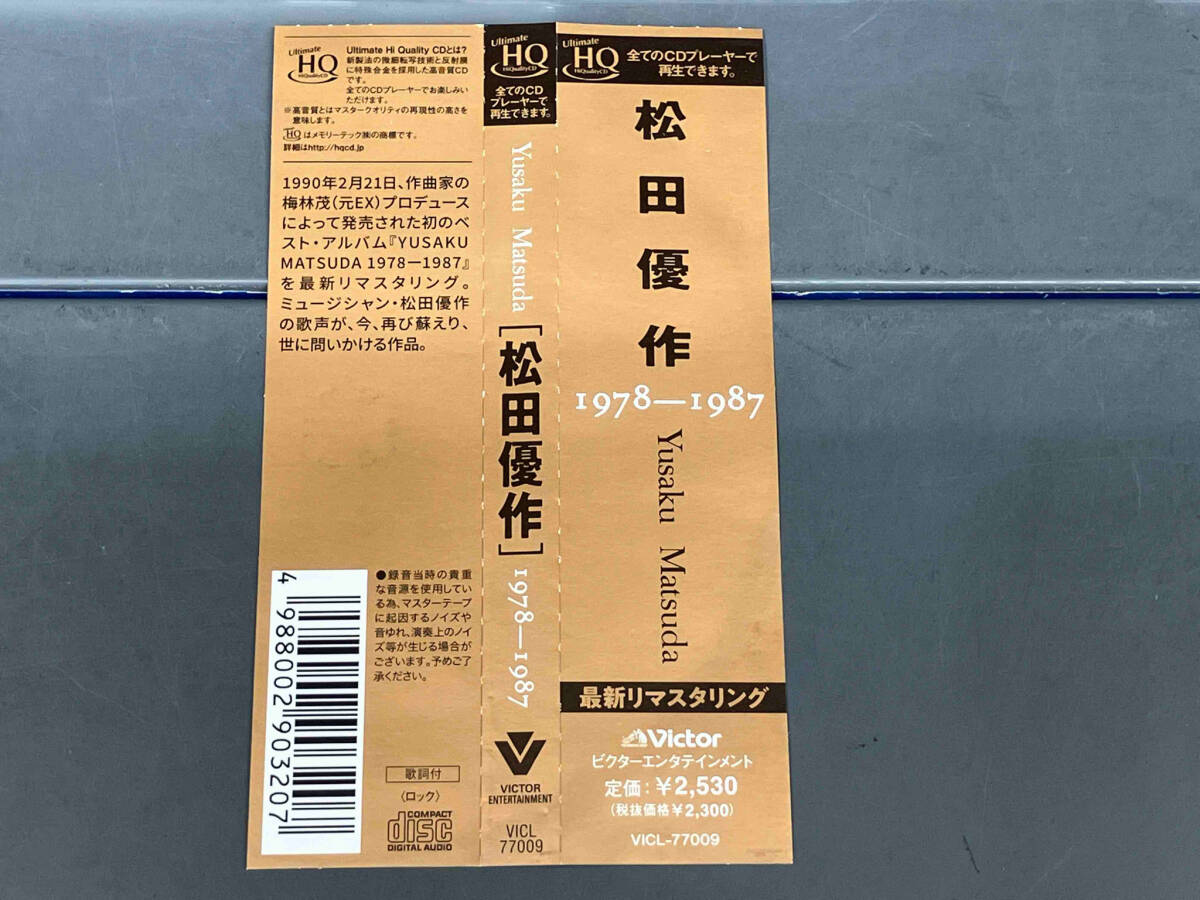 Ultimate
HQ
HiQualityCD
Ultimate Hi Quality CDとは?
新製法の微細転写技術と反射膜
に特殊合金を採用した高音質CD
です。
全てのCDプレーヤーでお楽しみい
ただけます。
※高音質とはマスタークオリティの再現性の高さを
意味します。
HQはメモリーテック㈱の商標です。
詳細はhttp://hqcd.jp
1990年2月21日、作曲家の
梅林茂(元EX)プロデュース
によって発売された初のベ
スト・アルバム『YUSAKU
MATSUDA 1978ー1987』
を最新リマスタリング。
ミュージシャン・松田優作
の歌声が、今、再び蘇えり、
世に問いかける作品。
4 988002 903207
●録音当時の貴重
な音源を使用してい
る為、マスターテープ
に起因するノイズや
音ゆれ、演奏上のノイ
ズ等が生じる場合が
ございます。予めご了
承ください。
歌詞付
〈ロック〉
COMPACT
disc
DIGITAL AUDIO
Ultimate
HQ
HiQualityCD
全てのCD
プレーヤーで
再生できます。
Yusaku Matsuda
[松田優作]
1978—1987
VICTOR
ENTERTAINMENT
VICL
77009
Ultimate
HQ
HiQualityCD
全てのCDプレーヤーで
再生できます。
松田優作
1978—1987
Yusaku Matsuda
最新リマスタリング
Victor
ビクターエンタテインメント
定価:¥2,530
(税抜価格¥2,300)
VICL-77009